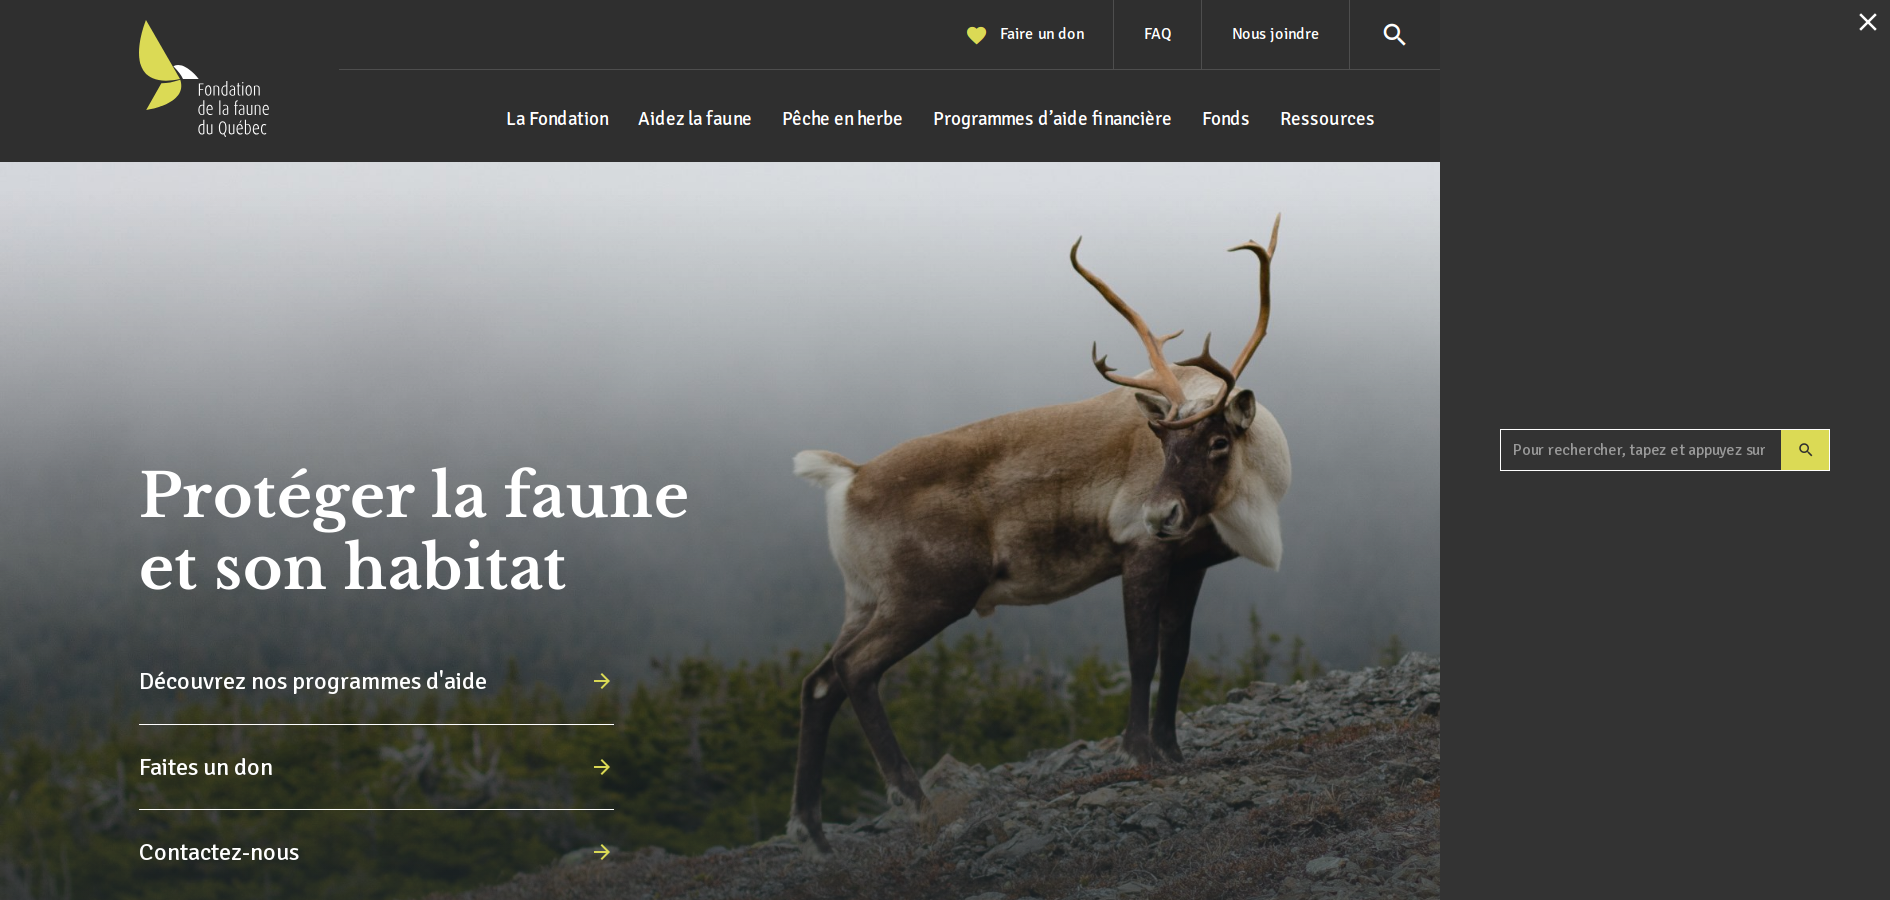 Faire un don
FAQ
Nous joindre
Fondation
de la faune
du Québec
La Fondation
Aidez la faune
Pêche en herbe
Programmes d’aide financière
Fonds
Ressources
Pour rechercher, tapez et appuyez sur
Protéger la faune
et son habitat
Découvrez nos programmes d'aide
Faites un don
Contactez-nous